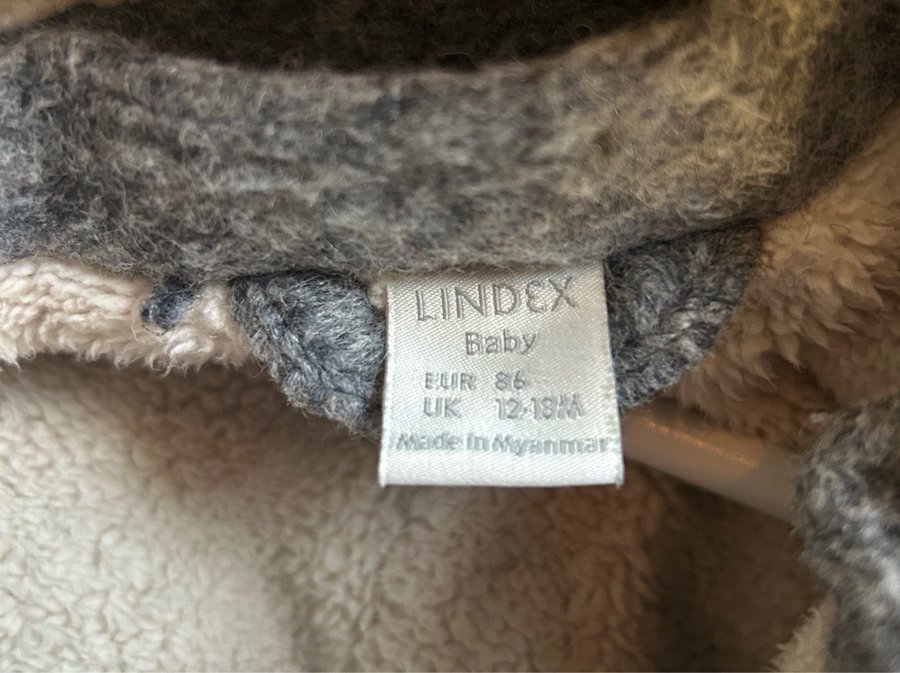 LINDEX
Baby
EUR 86
UK 12-18M
Made in Myanmar